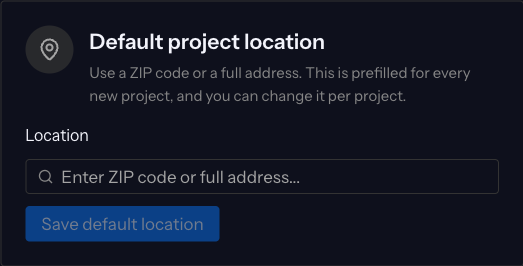 Default project location
Use a ZIP code or a full address. This is prefilled for every
new project, and you can change it per project.
Location
Enter ZIP code or full address...
Save default location